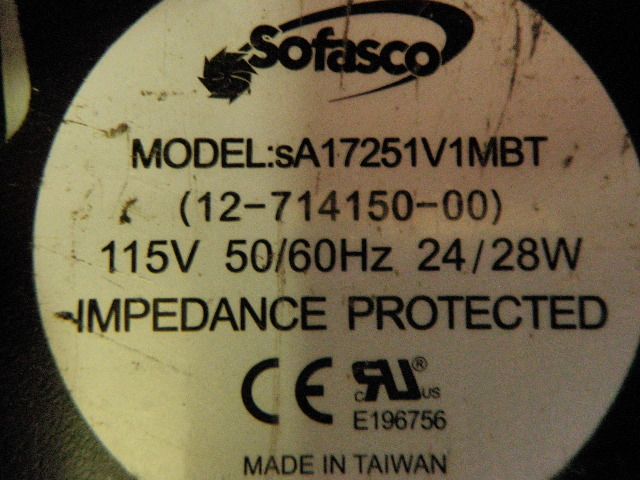 Sofasco
MODEL:sA17251V1MBT
(12-714150-00)
115V 50/60Hz 24/28W
IMPEDANCE PROTECTED
CE c UR US ®
E196756
MADE IN TAIWAN